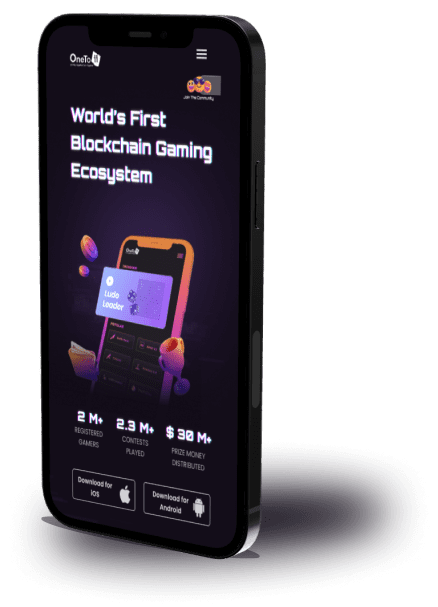 OneTo11
Join The Community
World's First
Blockchain Gaming
Ecosystem
OneTo11
Ludo
Leader
2 M+
REGISTERED
GAMERS
2.3 M+
CONTESTS
PLAYED
$ 30 M+
PRIZE MONEY
DISTRIBUTED
Download for
iOS
Download for
Android